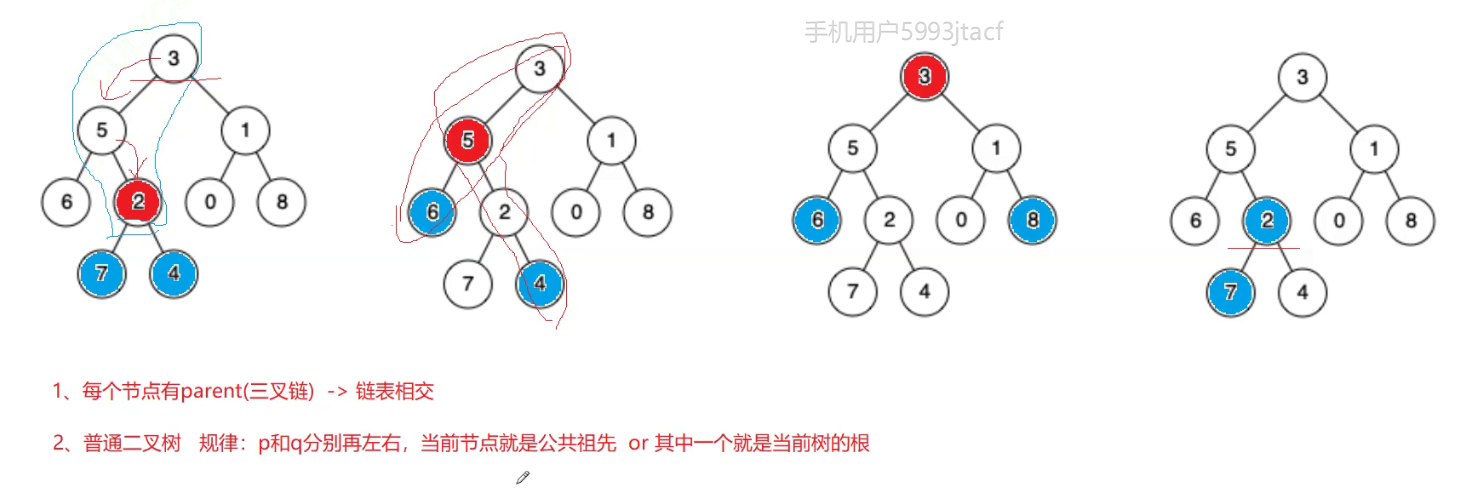 手机用户5993jtacf
3
5 1
6 2 0 8
7 4
3
5 1
6 2 0 8
7 4
3
5 1
6 2 0 8
7 4
3
5 1
6 2 0 8
7 4
1、每个节点有parent(三叉链) -> 链表相交
2、普通二叉树 规律：p和q分别再左右，当前节点就是公共祖先 or 其中一个就是当前树的根